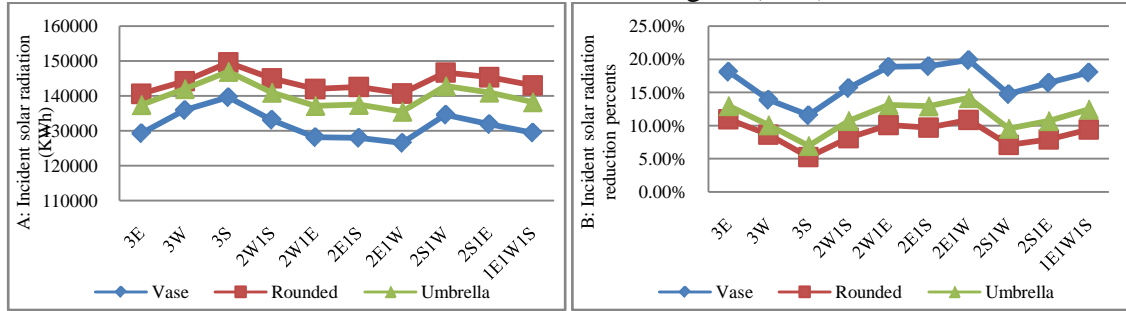 A: Incident solar radiation
(KWh)
160000
150000
140000
130000
120000
110000
3E
3W
3S
2W1S
2W1E
2E1S
2E1W
2S1W
2S1E
1E1W1S
Vase
Rounded
Umbrella
B: Incident solar radiation
reduction percents
25.00%
20.00%
15.00%
10.00%
5.00%
0.00%
3E
3W
3S
2W1S
2W1E
2E1S
2E1W
2S1W
2S1E
1E1W1S
Vase
Rounded
Umbrella